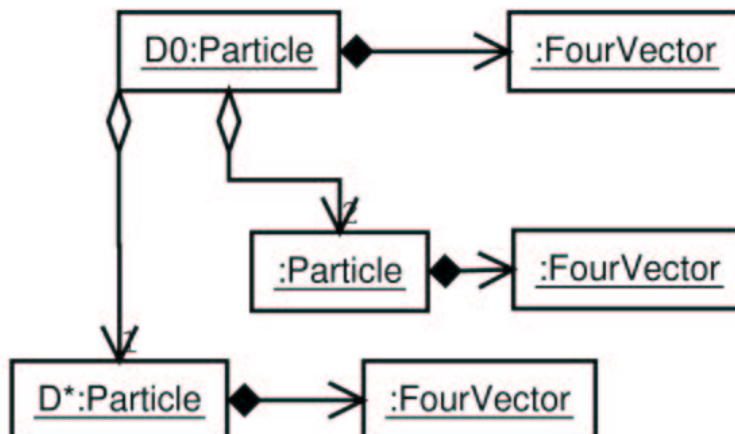 D0:Particle
:FourVector
2
:Particle
:FourVector
1
D*:Particle
:FourVector